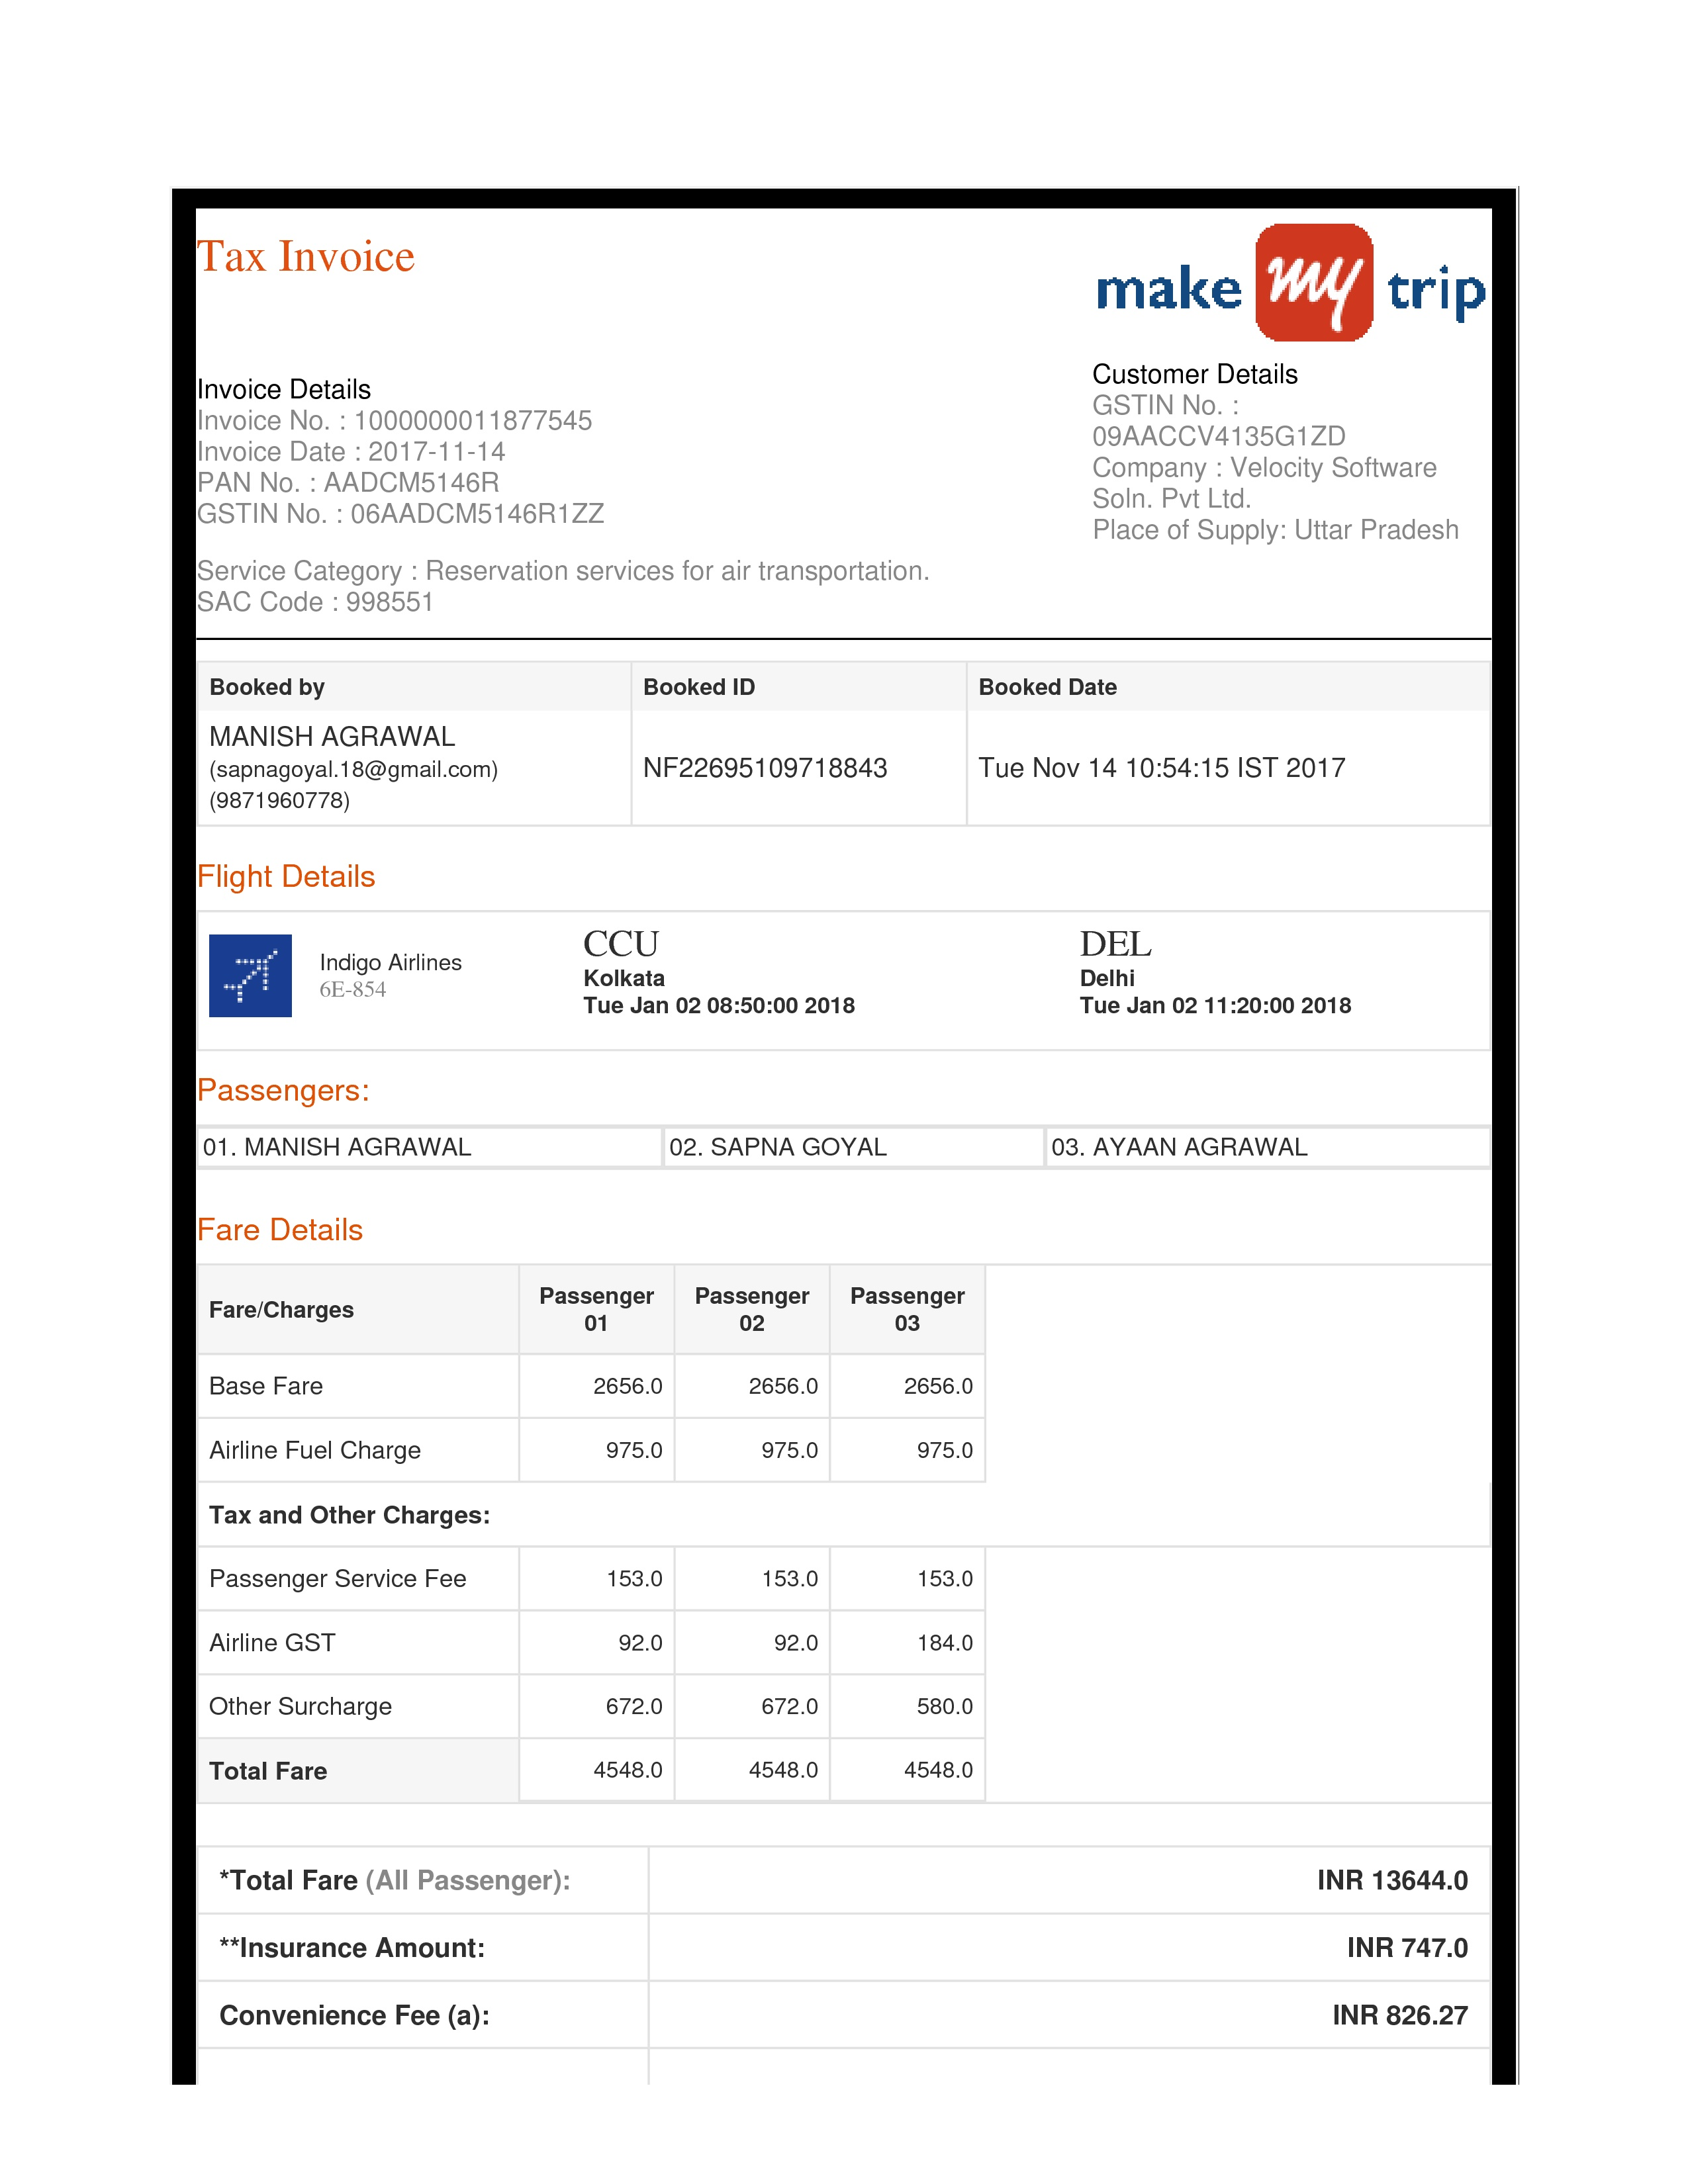 Tax Invoice
make my trip
Invoice Details
Invoice No. : 1000000011877545
Invoice Date : 2017-11-14
PAN No. : AADCM5146R
GSTIN No. : 06AADCM5146R1ZZ
Customer Details
GSTIN No. :
09AACCV4135G1ZD
Company : Velocity Software
Soln. Pvt Ltd.
Place of Supply: Uttar Pradesh
Service Category : Reservation services for air transportation.
SAC Code : 998551
Booked by Booked ID Booked Date
MANISH AGRAWAL
(sapnagoyal.18@gmail.com)
(9871960778)
NF22695109718843
Tue Nov 14 10:54:15 IST 2017
Flight Details
Indigo Airlines
6E-854
CCU
Kolkata
Tue Jan 02 08:50:00 2018
DEL
Delhi
Tue Jan 02 11:20:00 2018
Passengers:
01. MANISH AGRAWAL 02. SAPNA GOYAL 03. AYAAN AGRAWAL
Fare Details
Fare/Charges Passenger 01 Passenger 02 Passenger 03
Base Fare 2656.0 2656.0 2656.0
Airline Fuel Charge 975.0 975.0 975.0
Tax and Other Charges:
Passenger Service Fee 153.0 153.0 153.0
Airline GST 92.0 92.0 184.0
Other Surcharge 672.0 672.0 580.0
Total Fare 4548.0 4548.0 4548.0
*Total Fare (All Passenger): INR 13644.0
**Insurance Amount: INR 747.0
Convenience Fee (a): INR 826.27